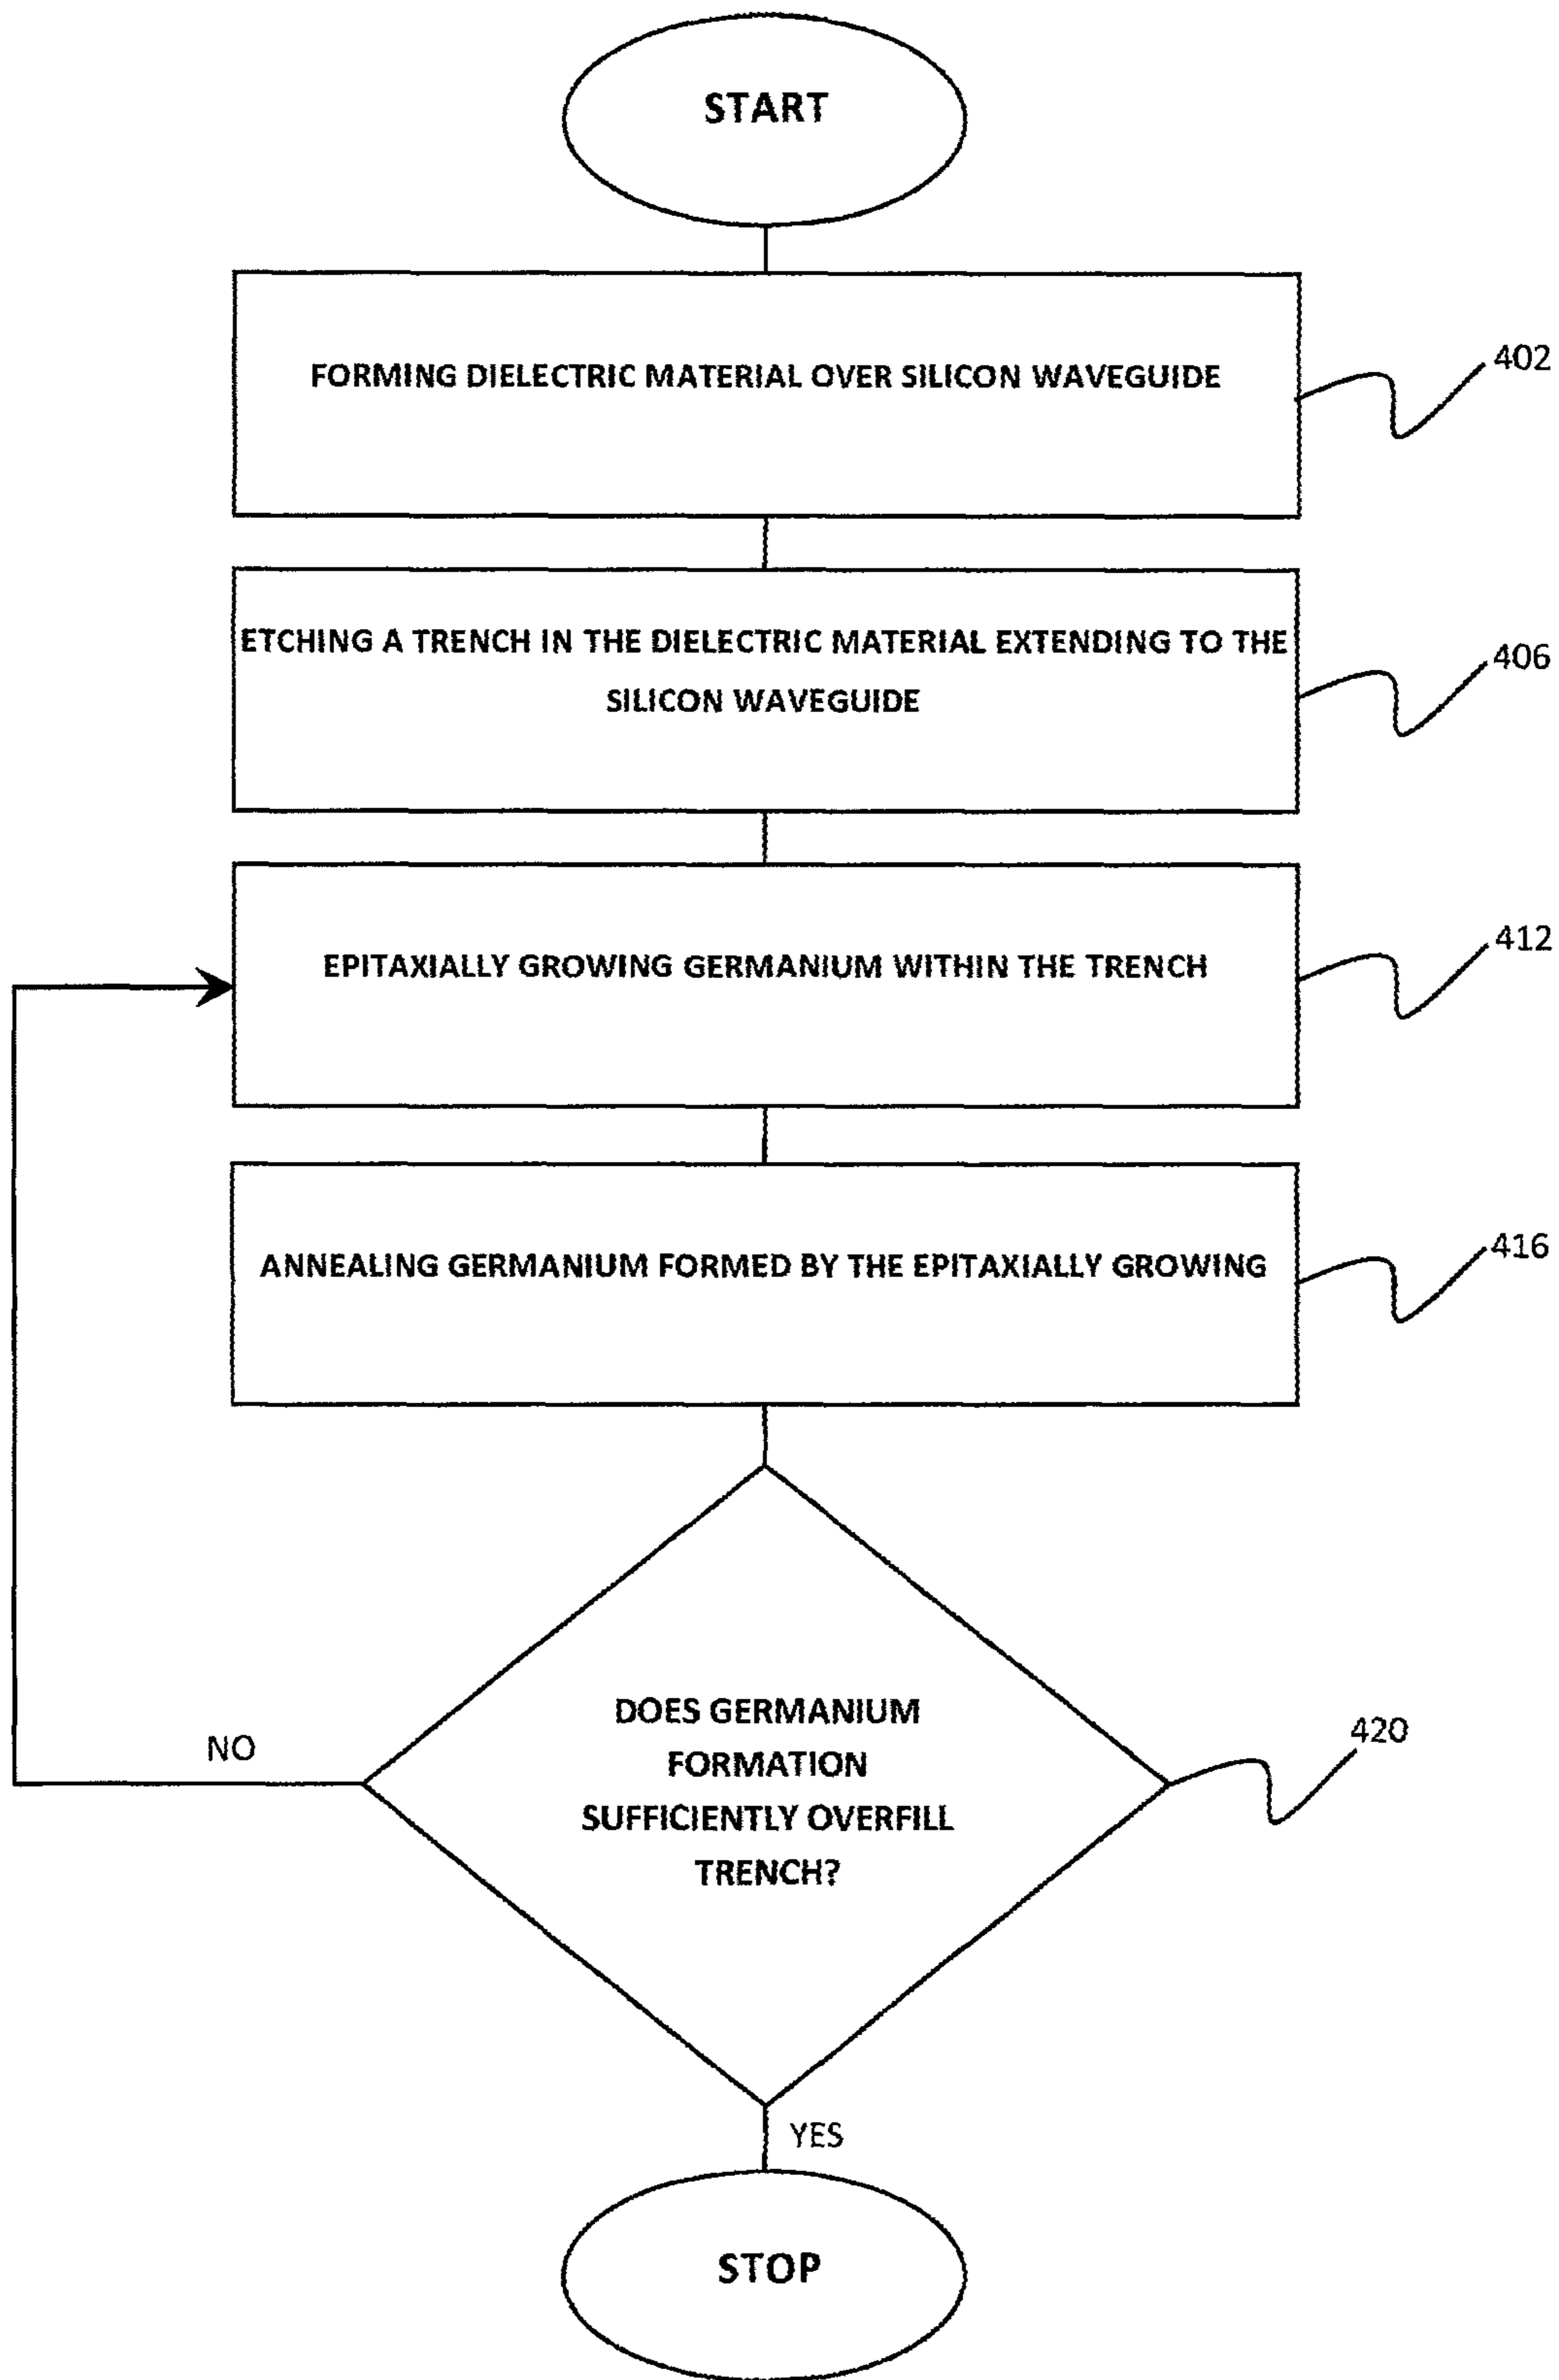 START
FORMING DIELECTRIC MATERIAL OVER SILICON WAVEGUIDE
402
ETCHING A TRENCH IN THE DIELECTRIC MATERIAL EXTENDING TO THE
SILICON WAVEGUIDE
406
EPITAXIALLY GROWING GERMANIUM WITHIN THE TRENCH
412
ANNEALING GERMANIUM FORMED BY THE EPITAXIALLY GROWING
416
DOES GERMANIUM
FORMATION
SUFFICIENTLY OVERFILL
TRENCH?
420
NO
YES
STOP